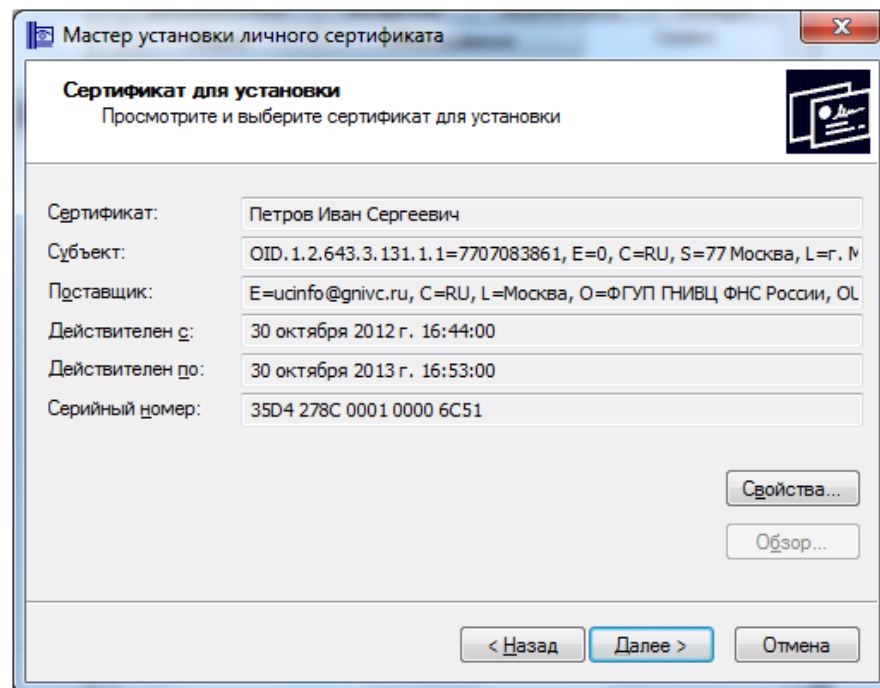 Мастер установки личного сертификата
Сертификат для установки
Просмотрите и выберите сертификат для установки
Сертификат: Петров Иван Сергеевич
Субъект: OID.1.2.643.3.131.1.1=7707083861, E=0, C=RU, S=77 Москва, L=г. М
Поставщик: E=ucinfo@gnivc.ru, C=RU, L=Москва, O=ФГУП ГНИВЦ ФНС России, OU
Действителен с: 30 октября 2012 г. 16:44:00
Действителен по: 30 октября 2013 г. 16:53:00
Серийный номер: 35D4 278C 0001 0000 6C51
Свойства...
Обзор...
< Назад Далее > Отмена